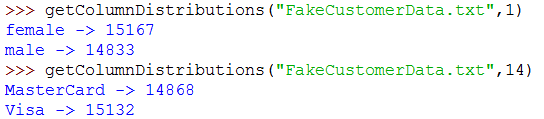 >>> getColumnDistributions("FakeCustomerData.txt",1)
female -> 15167
male -> 14833
>>> getColumnDistributions("FakeCustomerData.txt",14)
MasterCard -> 14868
Visa -> 15132